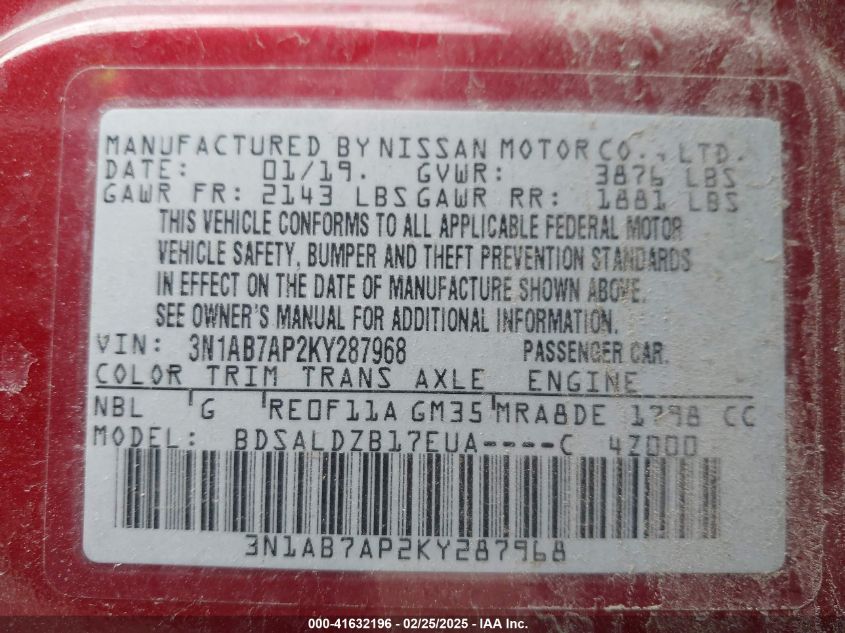 MANUFACTURED BY NISSAN MOTOR CO., LTD.
DATE: 01/19. GVWR: 3876 LBS
GAWR FR: 2143 LBS GAWR RR: 1881 LBS
THIS VEHICLE CONFORMS TO ALL APPLICABLE FEDERAL MOTOR
VEHICLE SAFETY, BUMPER AND THEFT PREVENTION STANDARDS
IN EFFECT ON THE DATE OF MANUFACTURE SHOWN ABOVE.
SEE OWNER'S MANUAL FOR ADDITIONAL INFORMATION.
VIN: 3N1AB7AP2KY287968 PASSENGER CAR.
COLOR TRIM TRANS AXLE ENGINE
NBL G RE0F11A GM35 MRA8DE 1798 CC
MODEL: BDSALDZB17EUA----C 4Z000
3N1AB7AP2KY287968
000-41632196 - 02/25/2025 - IAA Inc.